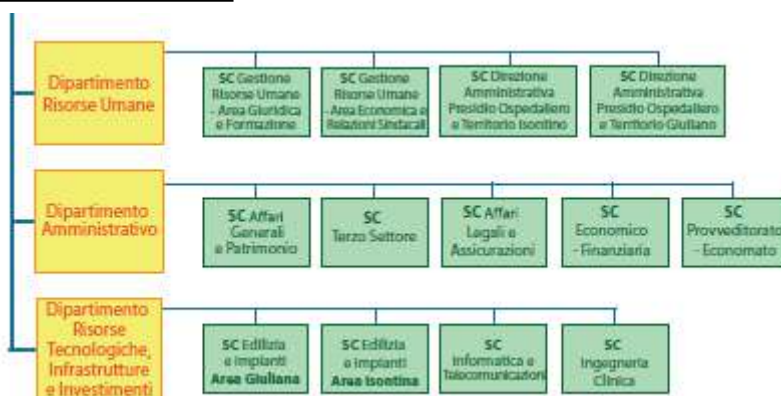 Dipartimento
Risorse Umane
SC Gestione
Risorse Umane
- Area Giuridica
e Formazione
SC Gestione
Risorse Umane
- Area Economica e
Relazioni Sindacali
SC Direzione
Amministrativa
Presidio Ospedaliero
e Territorio Isontino
SC Direzione
Amministrativa
Presidio Ospedaliero
e Territorio Giuliano
Dipartimento
Amministrativo
SC Affari
Generali
e Patrimonio
SC
Terzo Settore
SC Affari
Legali e
Assicurazioni
SC
Economico
- Finanziaria
SC
Provveditorato
- Economato
Dipartimento
Risorse
Tecnologiche,
Infrastrutture
e Investimenti
SC Edilizia
e Impianti
Area Giuliana
SC Edilizia
e Impianti
Area Isontina
SC
Informatica e
Telecomunicazioni
SC
Ingegneria
Clinica